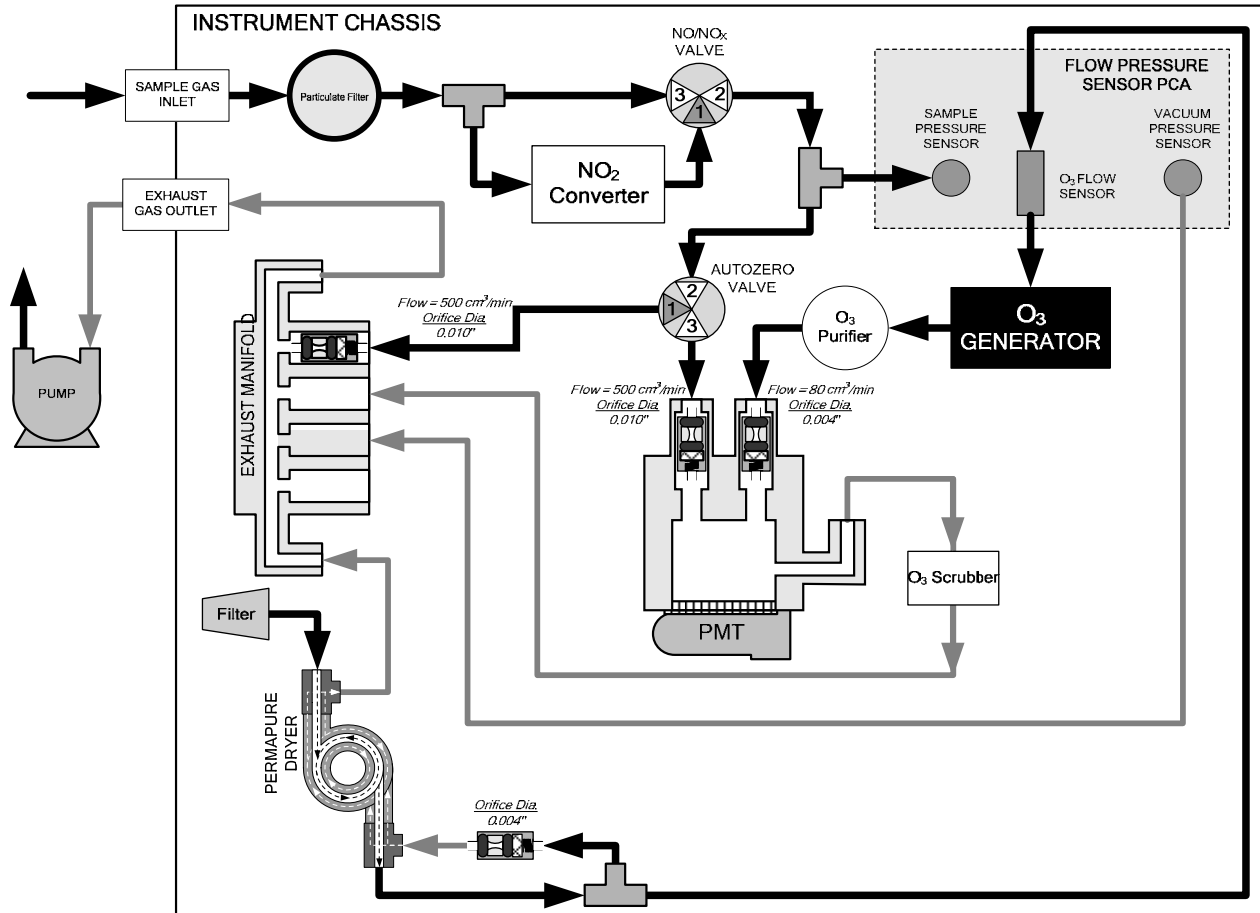 INSTRUMENT CHASSIS
SAMPLE GAS
INLET
Particulate Filter
NO/NOX
VALVE
3
2
1
NO2
Converter
FLOW PRESSURE
SENSOR PCA
SAMPLE
PRESSURE
SENSOR
O3 FLOW
SENSOR
VACUUM
PRESSURE
SENSOR
EXHAUST
GAS OUTLET
PUMP
EXHAUST MANIFOLD
Flow = 500 cm³/min
Orifice Dia.
0.010"
AUTOZERO
VALVE
2
1
3
O3
Purifier
O3
GENERATOR
Flow = 500 cm³/min
Orifice Dia.
0.010"
Flow = 80 cm³/min
Orifice Dia.
0.004"
O3 Scrubber
PMT
Filter
PERMAPURE
DRYER
Orifice Dia.
0.004"